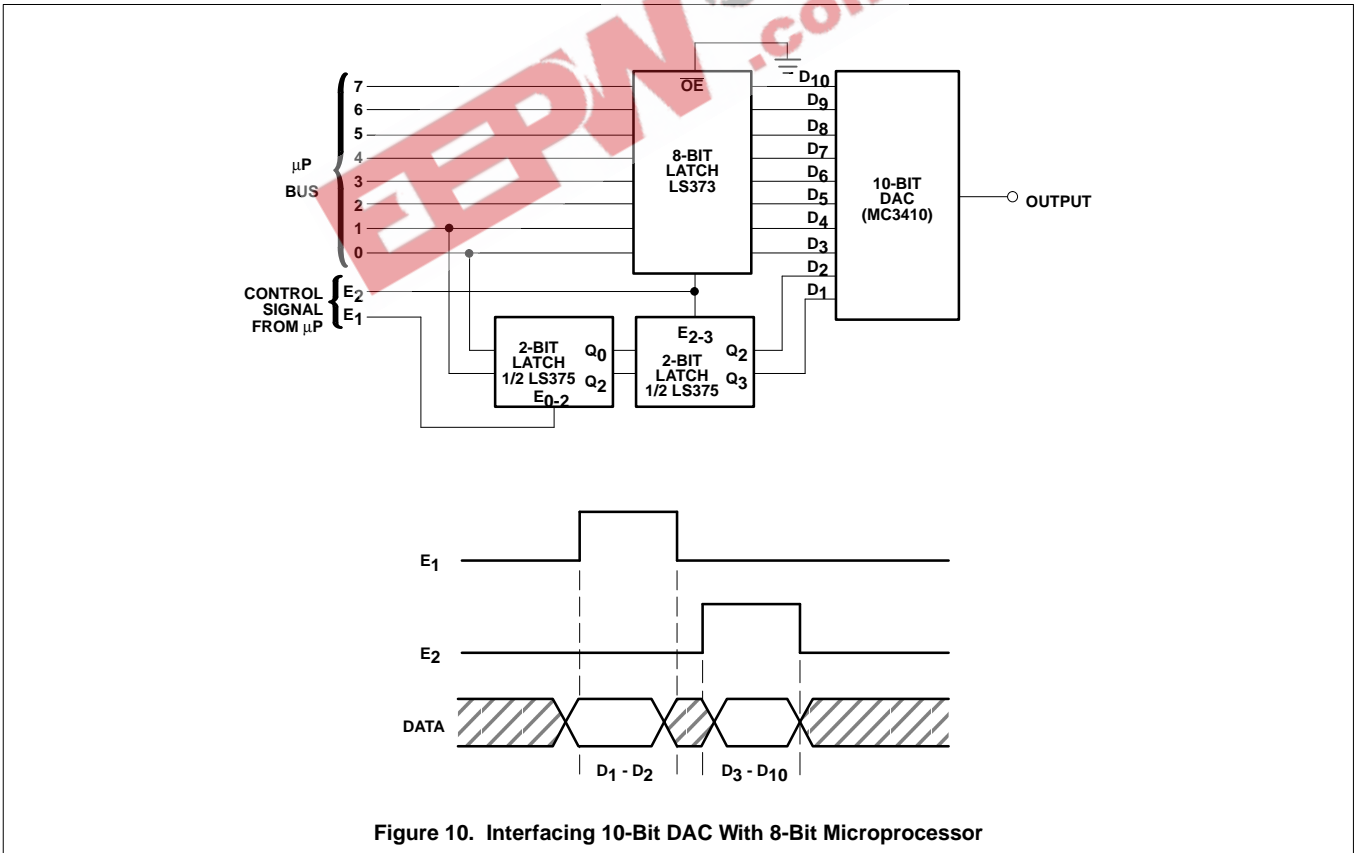 EEPW .com
7
6
5
4
3
2
1
0
μP
BUS
CONTROL
SIGNAL
FROM μP
E2
E1
OE
8-BIT
LATCH
LS373
D10
D9
D8
D7
D6
D5
D4
D3
D2
D1
10-BIT
DAC
(MC3410)
OUTPUT
2-BIT
LATCH
1/2 LS375
Q0
Q2
E0-2
E2-3
2-BIT
LATCH
1/2 LS375
Q2
Q3
E1
E2
DATA
D1 - D2
D3 - D10
Figure 10. Interfacing 10-Bit DAC With 8-Bit Microprocessor